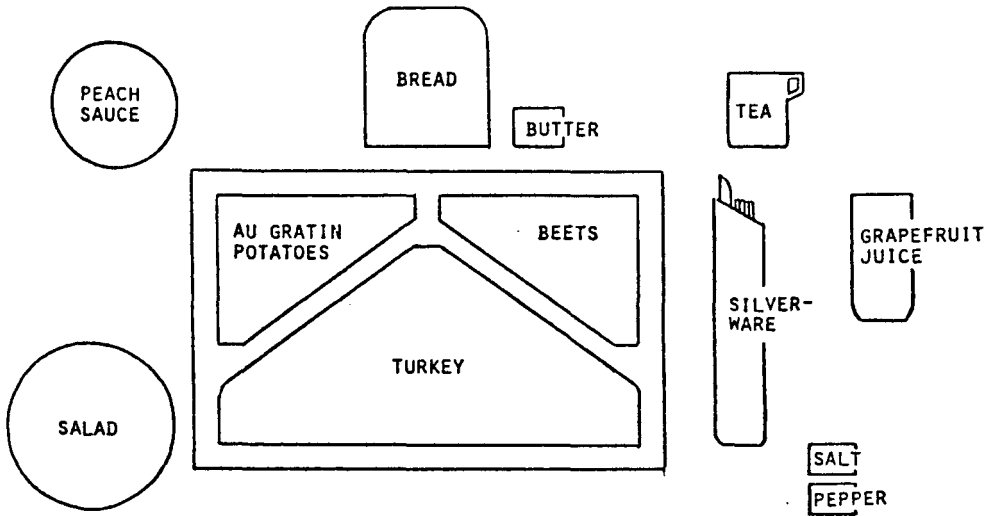 PEACH
SAUCE
BREAD
BUTTER
TEA
AU GRATIN
POTATOES
BEETS
GRAPEFRUIT
JUICE
SILVER-
WARE
TURKEY
SALAD
SALT
PEPPER